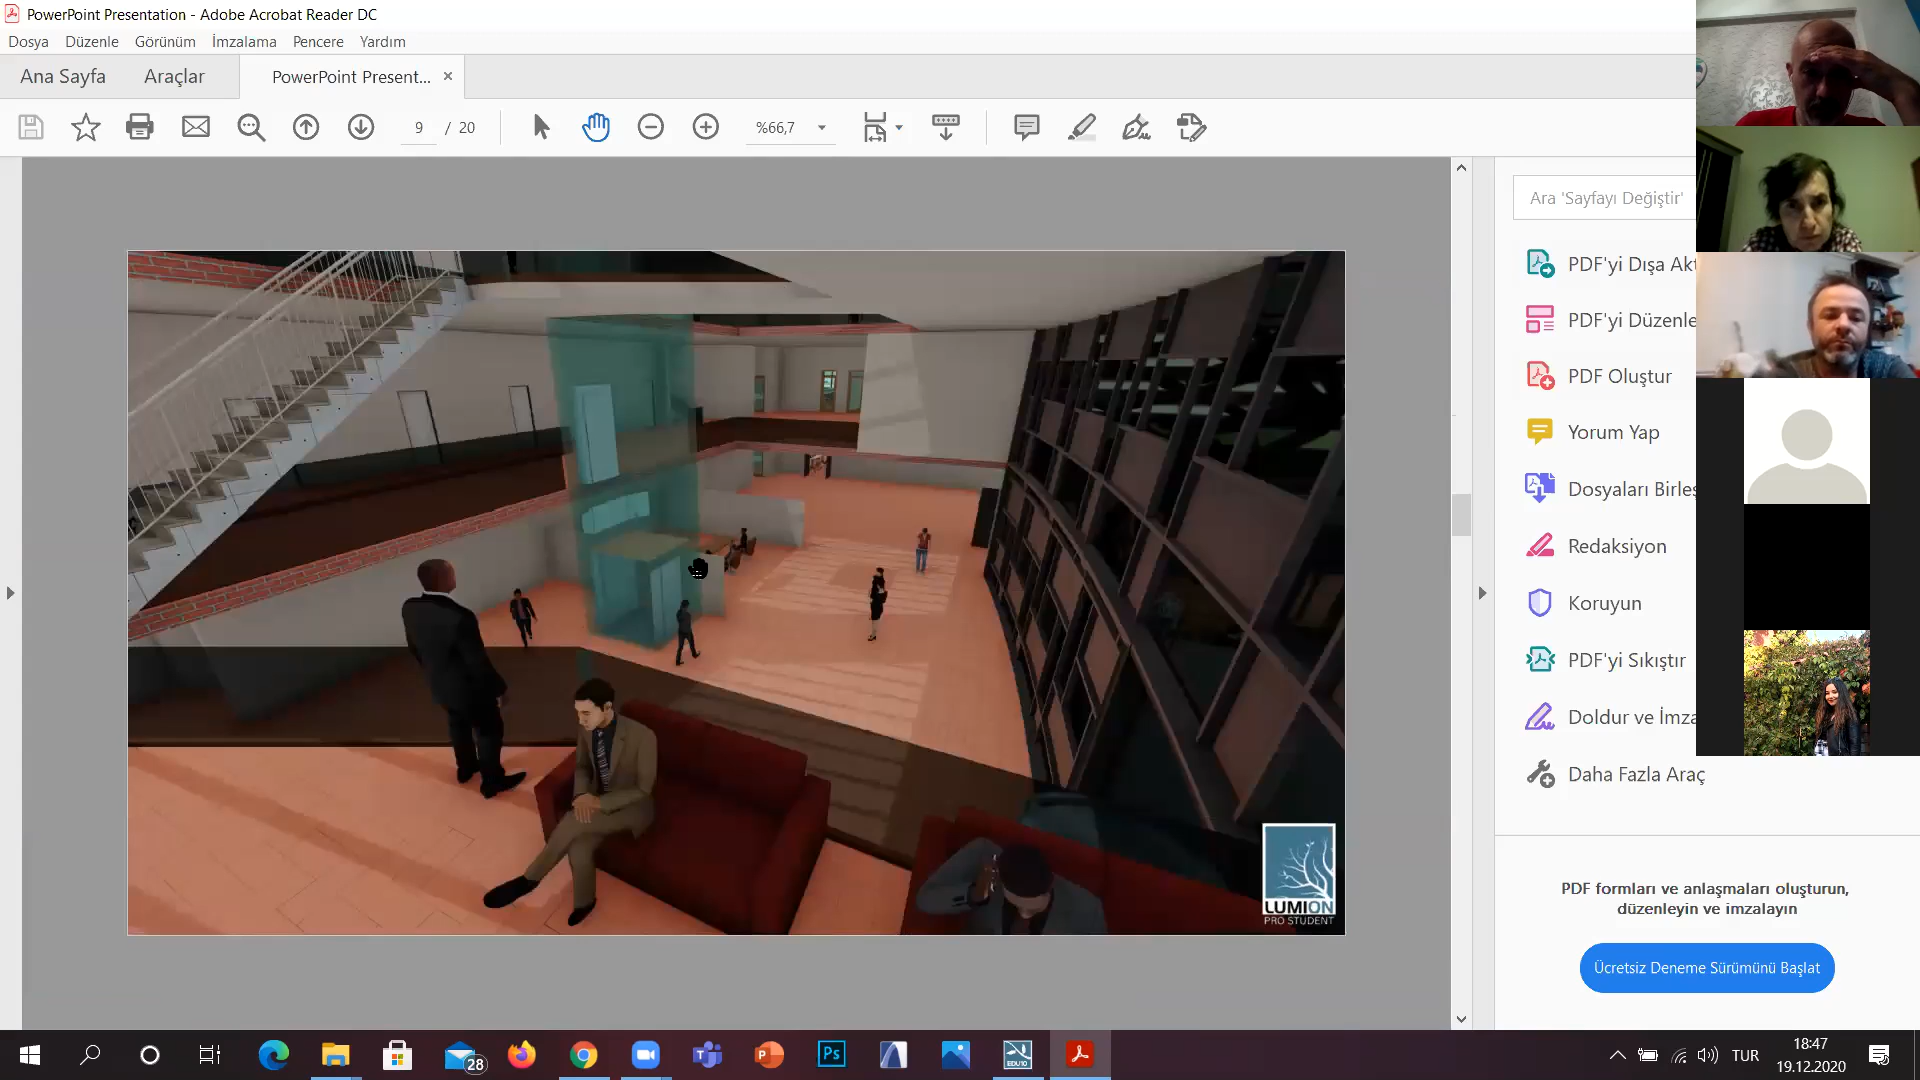 PowerPoint Presentation - Adobe Acrobat Reader DC
Dosya Düzenle Görünüm İmzalama Pencere Yardım
Ana Sayfa Araçlar PowerPoint Present...
9 / 20 %66,7
Ara 'Sayfayı Değiştir'
PDF'yi Dışa Akt
PDF'yi Düzenle
PDF Oluştur
Yorum Yap
Dosyaları Birleş
Redaksiyon
Koruyun
PDF'yi Sıkıştır
Doldur ve İmza
Daha Fazla Araç
LUMION
PRO STUDENT
PDF formları ve anlaşmaları oluşturun,
düzenleyin ve imzalayın
Ücretsiz Deneme Sürümünü Başlat
28
Ps
EDU10
TUR
18:47
19.12.2020